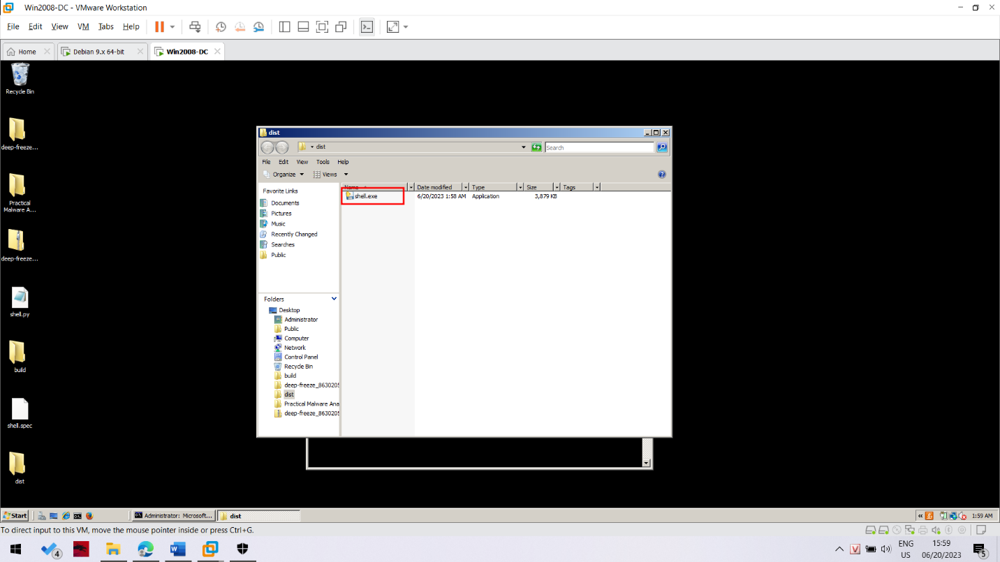 Win2008-DC - VMware Workstation
File Edit View VM Tabs Help
Home Debian 9.x 64-bit Win2008-DC
Recycle Bin
deep-freeze...
Practical
Malware A...
deep-freeze...
shell.py
build
shell.spec
dist
dist
dist
Search
File Edit View Tools Help
Organize Views
Favorite Links
Documents
Pictures
Music
Recently Changed
Searches
Public
Folders
Desktop
Administrator
Public
Computer
Network
Control Panel
Recycle Bin
build
deep-freeze_8630205
dist
Practical Malware Ana
deep-freeze_8630205
Name Date modified Type Size Tags
shell.exe 6/20/2023 1:58 AM Application 3,879 KB
Start Administrator: Microsoft... dist 1:59 AM
To direct input to this VM, move the mouse pointer inside or press Ctrl+G.
4
ENG
US
15:59
06/20/2023
5